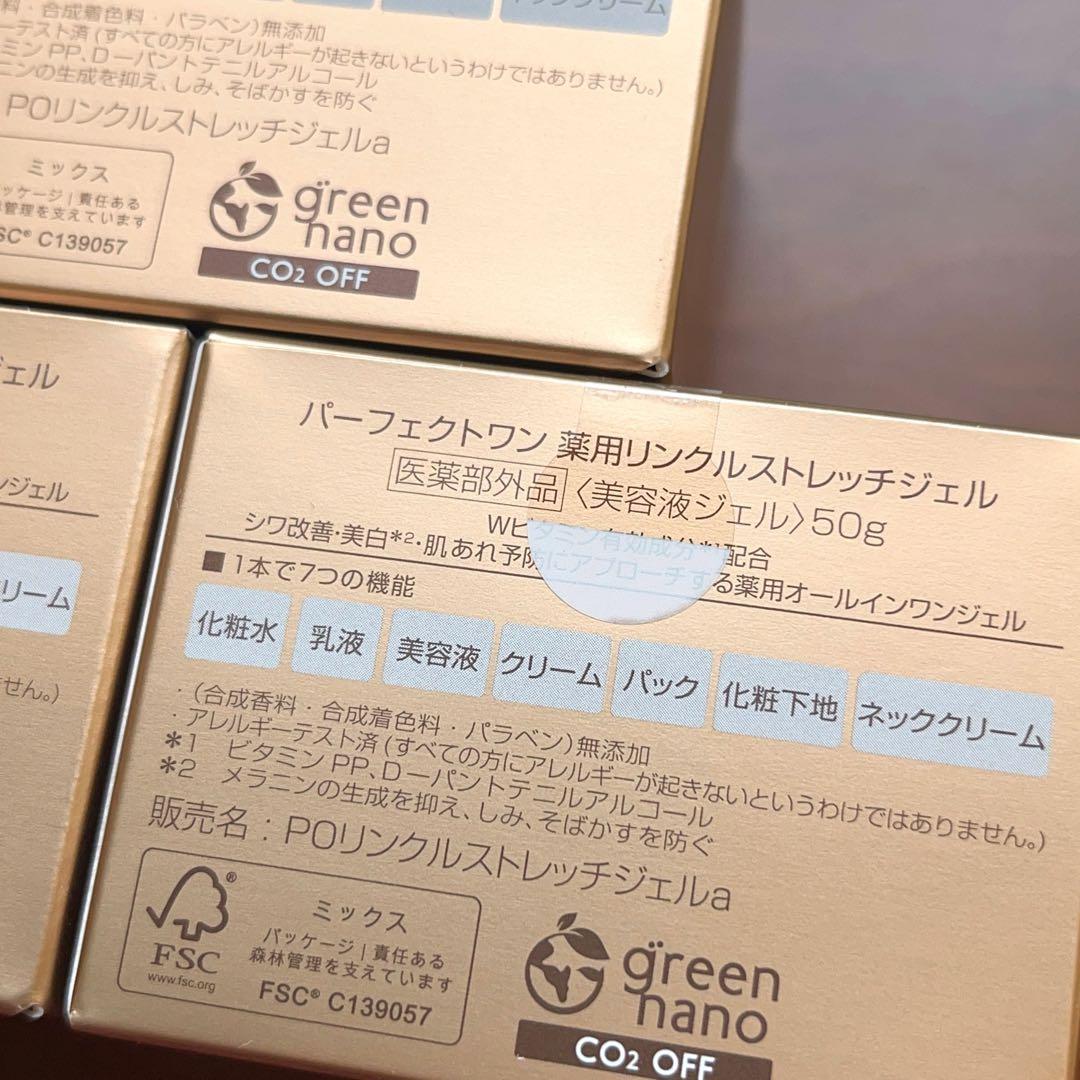 ッククリーム
料・合成着色料・パラベン)無添加
ーテスト済(すべての方にアレルギーが起きないというわけではありません。)
ミンPP、D-パントテニルアルコール
ニンの生成を抑え、しみ、そばかすを防ぐ
POリンクルストレッチジェルa
ミックス
ッケージ | 責任ある
林管理を支えています
SC® C139057
green
nano
CO2 OFF
ジェル
ンジェル
リーム
ません。)
パーフェクトワン 薬用リンクルストレッチジェル
医薬部外品 〈美容液ジェル〉50g
Wビタミン有効成分*1配合
シワ改善・美白*2・肌あれ予防にアプローチする薬用オールインワンジェル
■1本で7つの機能
化粧水 乳液 美容液 クリーム パック 化粧下地 ネッククリーム
・(合成香料・合成着色料・パラベン)無添加
・アレルギーテスト済(すべての方にアレルギーが起きないというわけではありません。)
*1 ビタミンPP、D-パントテニルアルコール
*2 メラニンの生成を抑え、しみ、そばかすを防ぐ
販売名:POリンクルストレッチジェルa
FSC®
www.fsc.org
ミックス
パッケージ | 責任ある
森林管理を支えています
FSC® C139057
green
nano
CO2 OFF